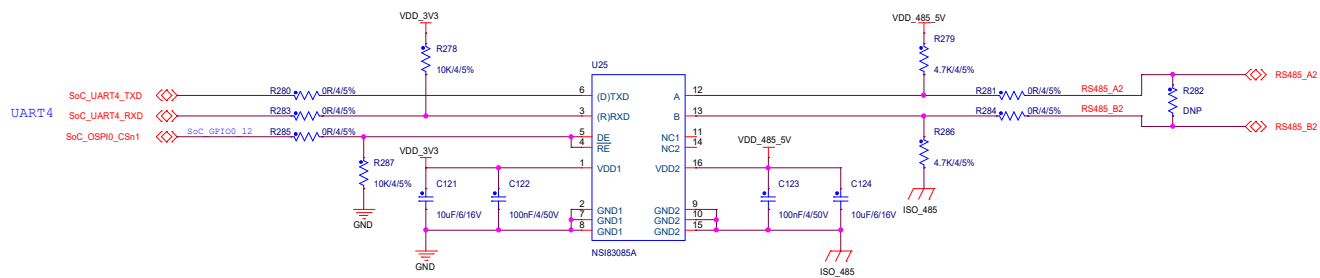 VDD_3V3
VDD_485_5V
R278
10K/4/5%
R279
4.7K/4/5%
U25
UART4
SoC_UART4_TXD
R280
0R/4/5%
6
(D)TXD
A
12
R281
0R/4/5%
RS485_A2
RS485_A2
SoC_UART4_RXD
R283
0R/4/5%
3
(R)RXD
B
13
R284
0R/4/5%
RS485_B2
R282
DNP
RS485_B2
SoC_OSPI0_CSn1
SoC_GPIO0_12
R285
0R/4/5%
5
DE
NC1
11
4
RE
NC2
14
R286
4.7K/4/5%
ISO_485
R287
10K/4/5%
GND
VDD_3V3
VDD_485_5V
1
VDD1
VDD2
16
C121
10uF/6/16V
C122
100nF/4/50V
C123
100nF/4/50V
C124
10uF/6/16V
2
GND1
GND2
9
7
GND1
GND2
10
8
GND1
GND2
15
NSI83085A
GND
ISO_485